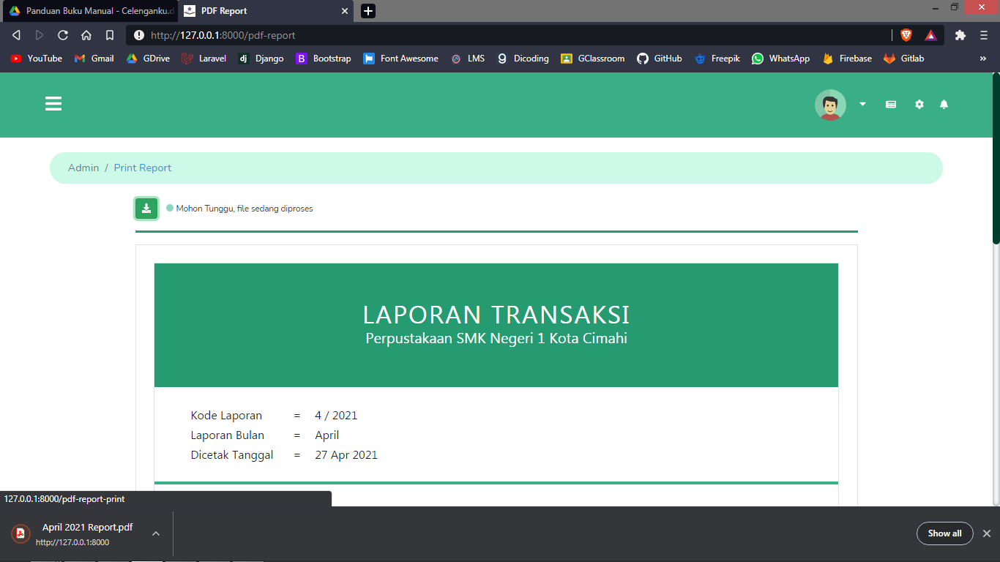 Panduan Buku Manual - Celenganku.d
PDF Report
http://127.0.0.1:8000/pdf-report
YouTube
Gmail
GDrive
Laravel
dj Django
B Bootstrap
Font Awesome
LMS
Dicoding
GClassroom
GitHub
Freepik
WhatsApp
Firebase
Gitlab
»
Admin / Print Report
Mohon Tunggu, file sedang diproses
LAPORAN TRANSAKSI
Perpustakaan SMK Negeri 1 Kota Cimahi
Kode Laporan = 4 / 2021
Laporan Bulan = April
Dicetak Tanggal = 27 Apr 2021
127.0.0.1:8000/pdf-report-print
April 2021 Report.pdf
http://127.0.0.1:8000
Show all